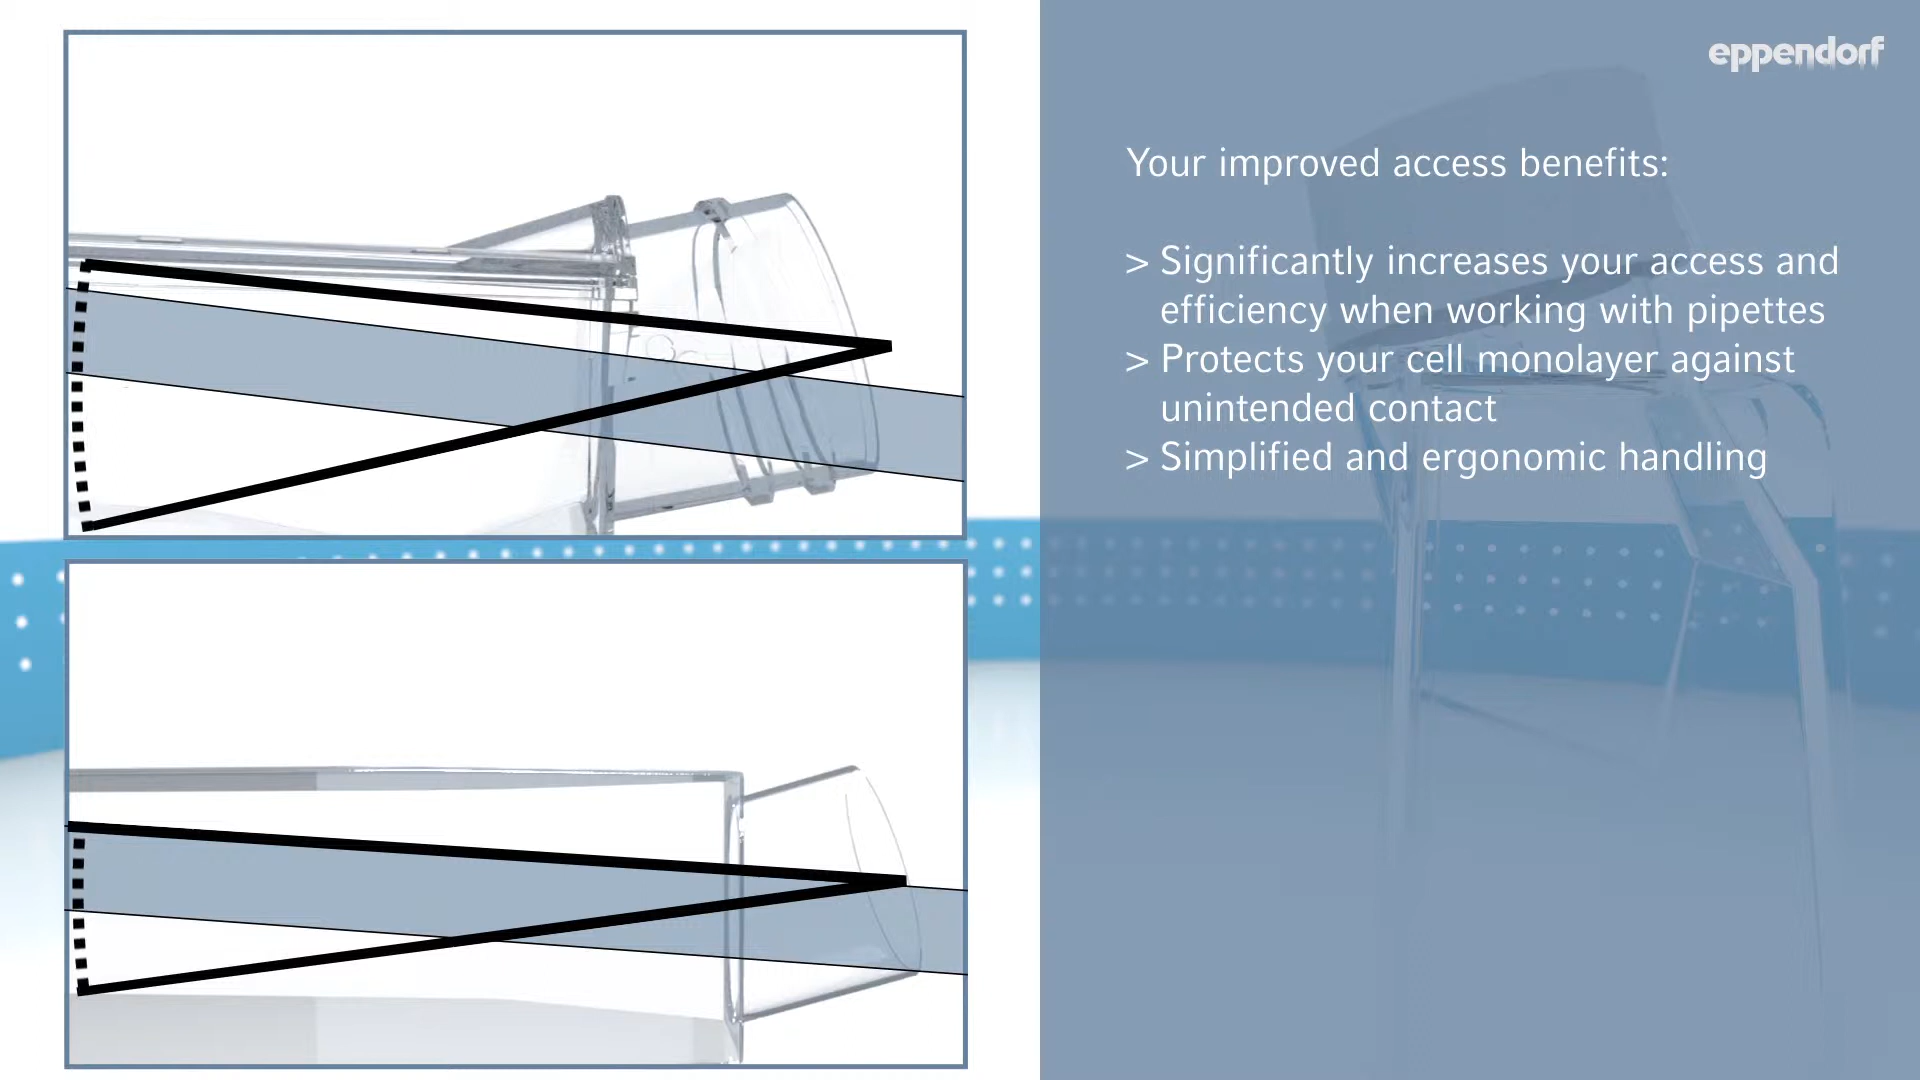 eppendorf
Your improved access benefits:
> Significantly increases your access and
efficiency when working with pipettes
> Protects your cell monolayer against
unintended contact
> Simplified and ergonomic handling